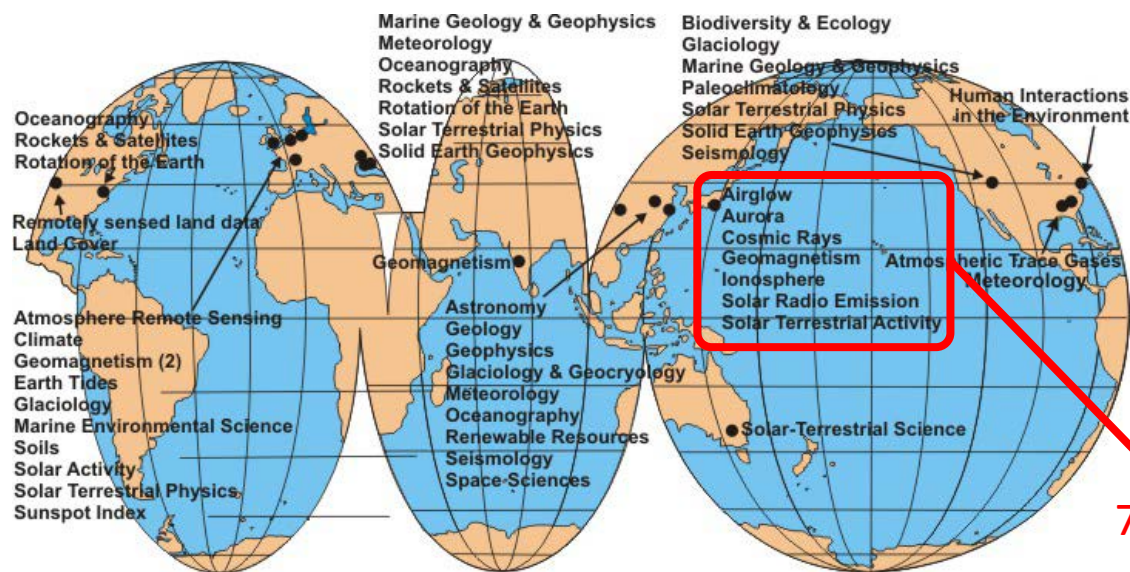 Marine Geology & Geophysics
Meteorology
Oceanography
Rockets & Satellites
Rotation of the Earth
Solar Terrestrial Physics
Solid Earth Geophysics
Biodiversity & Ecology
Glaciology
Marine Geology & Geophysics
Paleoclimatology
Solar Terrestrial Physics
Solid Earth Geophysics
Seismology
Human Interactions
in the Environment
Oceanography
Rockets & Satellites
Rotation of the Earth
Remotely sensed land data
Land Cover
Geomagnetism
Airglow
Aurora
Cosmic Rays
Geomagnetism
Ionosphere
Solar Radio Emission
Solar Terrestrial Activity
Atmospheric Trace Gases
Meteorology
Atmosphere Remote Sensing
Climate
Geomagnetism (2)
Earth Tides
Glaciology
Marine Environmental Science
Soils
Solar Activity
Solar Terrestrial Physics
Sunspot Index
Astronomy
Geology
Geophysics
Glaciology & Geocryology
Meteorology
Oceanography
Renewable Resources
Seismology
Space Sciences
Solar-Terrestrial Science
7